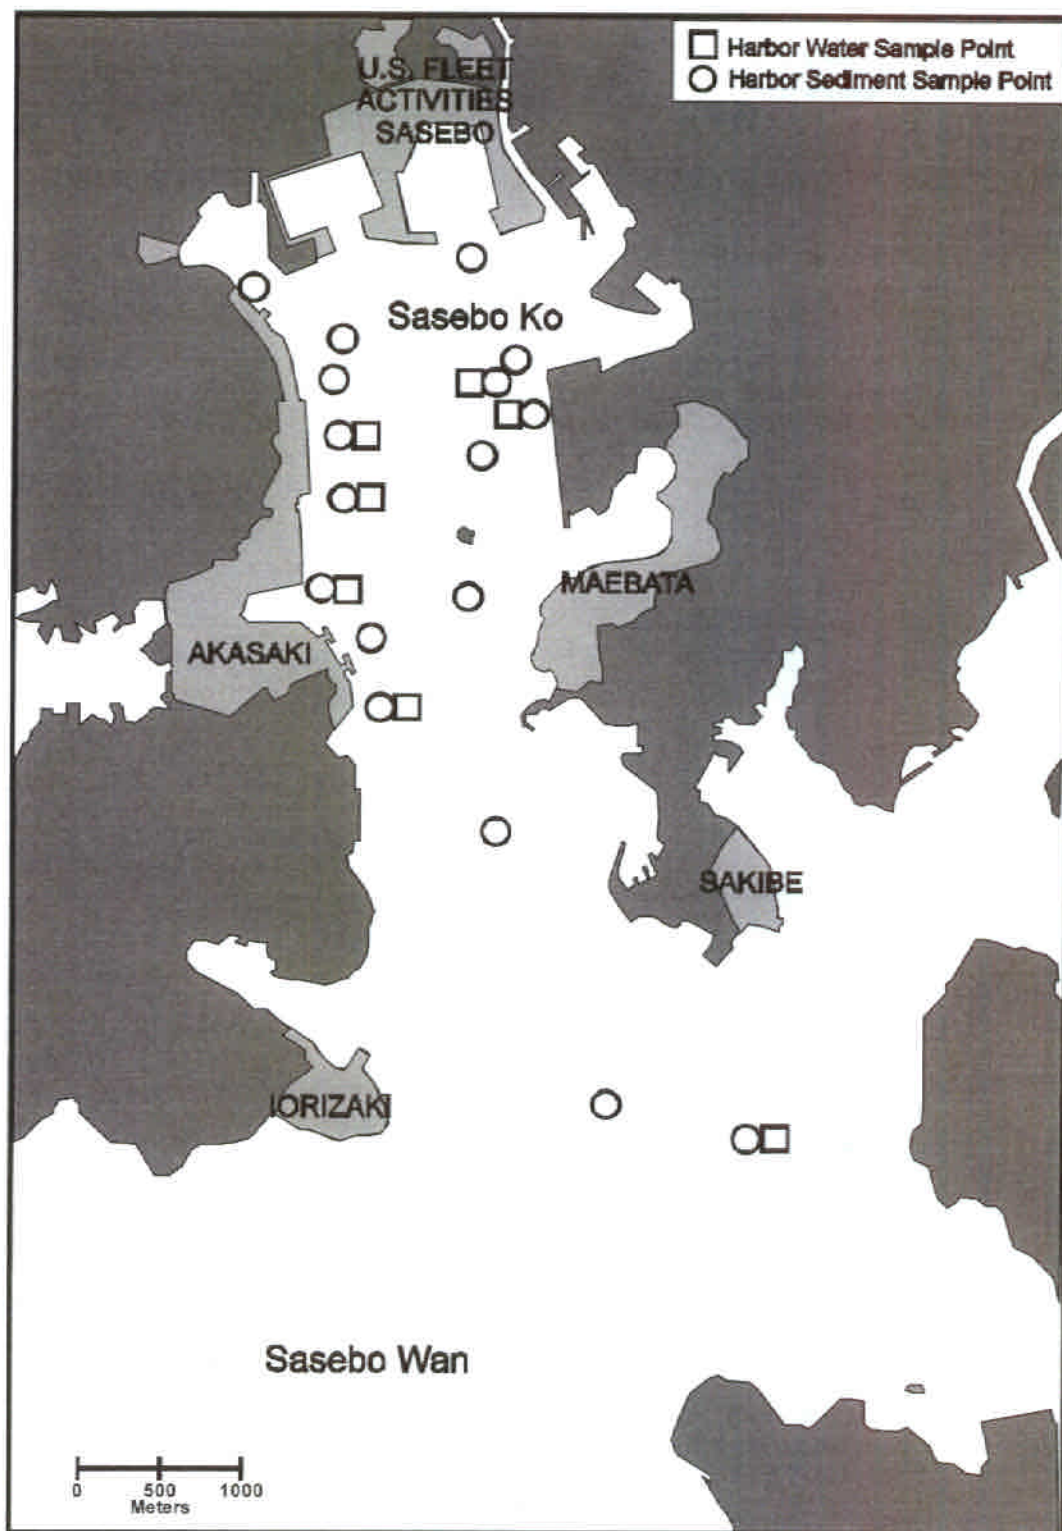 Harbor Water Sample Point
Harbor Sediment Sample Point
U.S. FLEET
ACTIVITIES
SASEBO
Sasebo Ko
MAEBATA
AKASAKI
SAKIBE
IORIZAKI
Sasebo Wan
0 500 1000
Meters